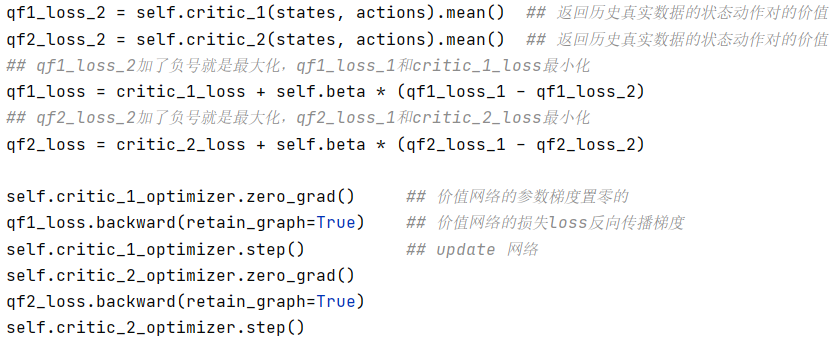 qf1_loss_2 = self.critic_1(states, actions).mean()  ## 返回历史真实数据的状态动作对的价值
qf2_loss_2 = self.critic_2(states, actions).mean()  ## 返回历史真实数据的状态动作对的价值
## qf1_loss_2加了负号就是最大化，qf1_loss_1和critic_1_loss最小化
qf1_loss = critic_1_loss + self.beta * (qf1_loss_1 - qf1_loss_2)
## qf2_loss_2加了负号就是最大化，qf2_loss_1和critic_2_loss最小化
qf2_loss = critic_2_loss + self.beta * (qf2_loss_1 - qf2_loss_2)
self.critic_1_optimizer.zero_grad()     ## 价值网络的参数梯度置零的
qf1_loss.backward(retain_graph=True)    ## 价值网络的损失loss反向传播梯度
self.critic_1_optimizer.step()          ## update 网络
self.critic_2_optimizer.zero_grad()
qf2_loss.backward(retain_graph=True)
self.critic_2_optimizer.step()